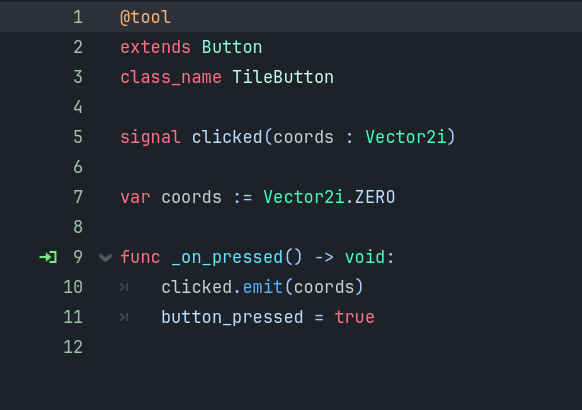 1 @tool
2 extends Button
3 class_name TileButton
4
5 signal clicked(coords : Vector2i)
6
7 var coords := Vector2i.ZERO
8
9 func _on_pressed() -> void:
10 clicked.emit(coords)
11 button_pressed = true
12